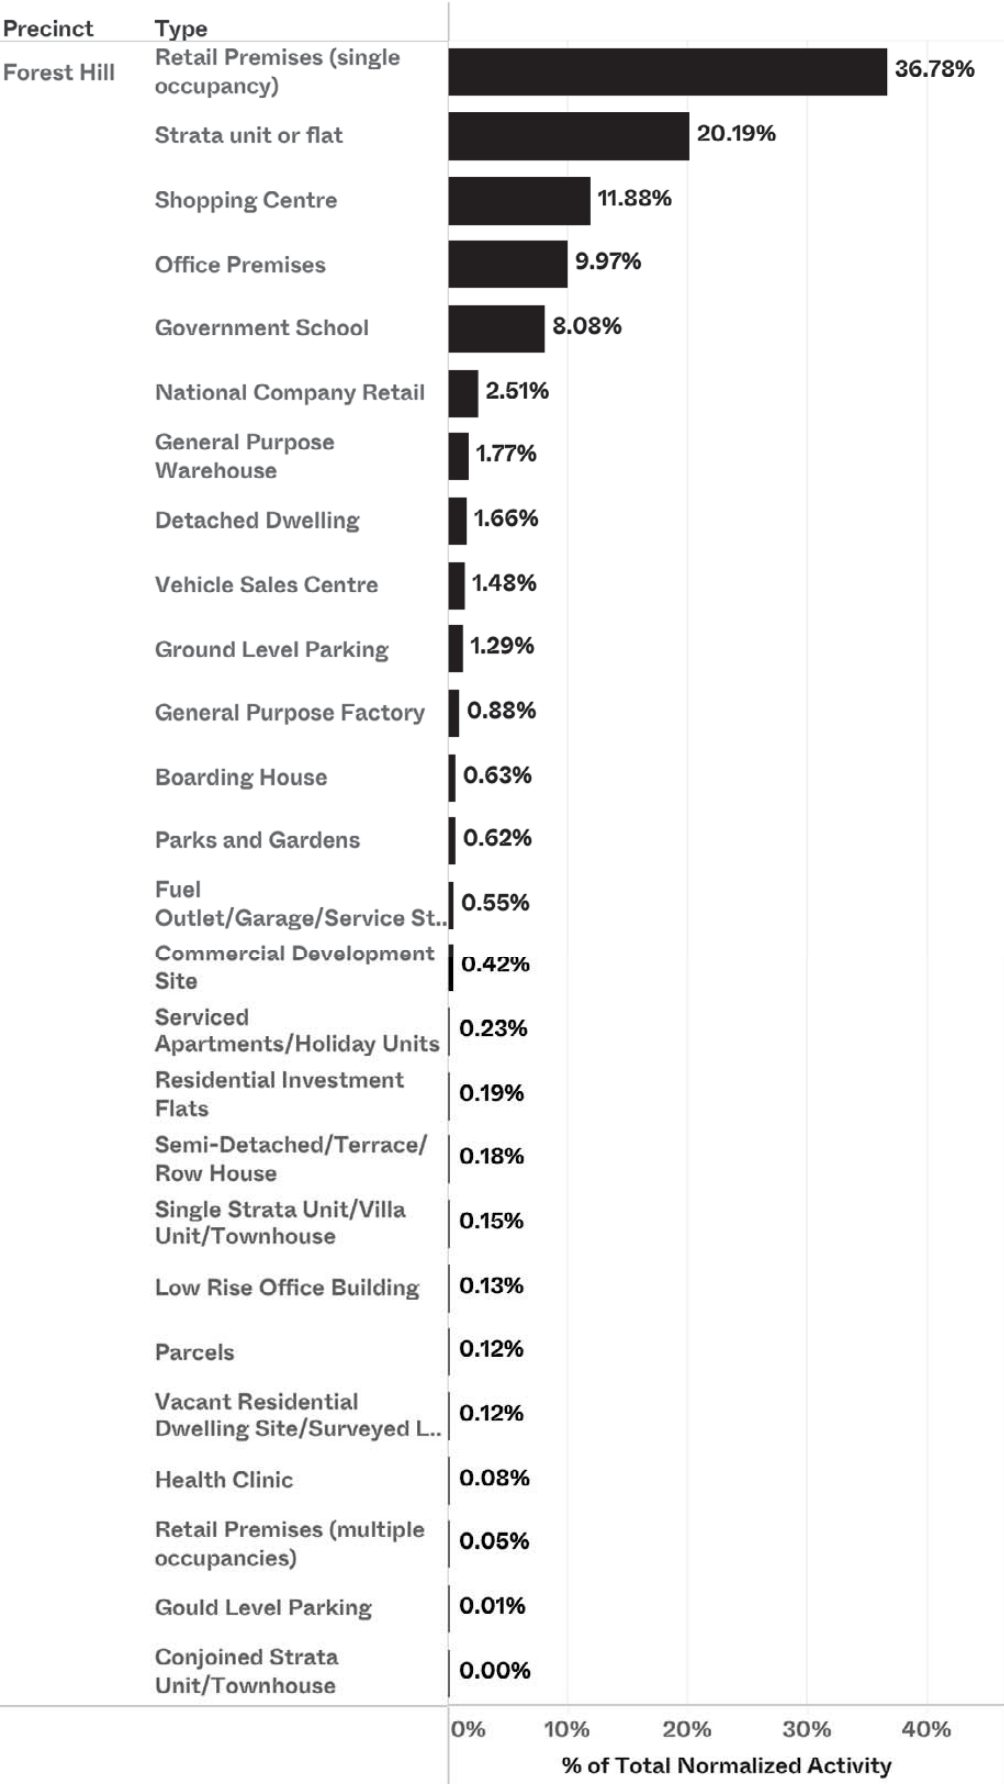 Precinct Type
Forest Hill
Retail Premises (single
occupancy)
36.78%
Strata unit or flat
20.19%
Shopping Centre
11.88%
Office Premises
9.97%
Government School
8.08%
National Company Retail
2.51%
General Purpose
Warehouse
1.77%
Detached Dwelling
1.66%
Vehicle Sales Centre
1.48%
Ground Level Parking
1.29%
General Purpose Factory
0.88%
Boarding House
0.63%
Parks and Gardens
0.62%
Fuel
Outlet/Garage/Service St..
0.55%
Commercial Development
Site
0.42%
Serviced
Apartments/Holiday Units
0.23%
Residential Investment
Flats
0.19%
Semi-Detached/Terrace/
Row House
0.18%
Single Strata Unit/Villa
Unit/Townhouse
0.15%
Low Rise Office Building
0.13%
Parcels
0.12%
Vacant Residential
Dwelling Site/Surveyed L..
0.12%
Health Clinic
0.08%
Retail Premises (multiple
occupancies)
0.05%
Gould Level Parking
0.01%
Conjoined Strata
Unit/Townhouse
0.00%
0% 10% 20% 30% 40%
% of Total Normalized Activity